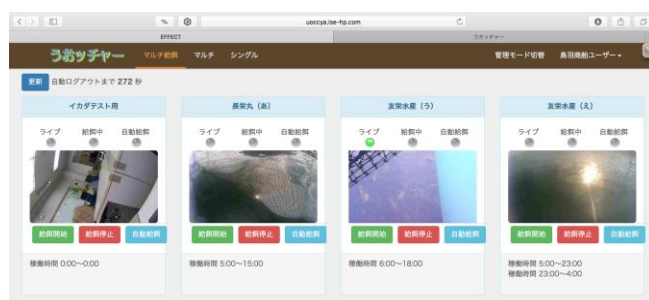 uoccya.ise-hp.com
EFFECT
ウオッチャー
うおッチャー マルチ給餌 マルチ シングル 管理モード切替 鳥羽商船ユーザー
更新 自動ログアウトまで 272 秒
イカダテスト用
ライブ 給餌中 自動給餌
給餌開始 給餌停止 自動給餌
稼働時間 0:00～0:00
長栄丸（あ）
ライブ 給餌中 自動給餌
給餌開始 給餌停止 自動給餌
稼働時間 5:00～15:00
友栄水産（う）
ライブ 給餌中 自動給餌
給餌開始 給餌停止 自動給餌
稼働時間 6:00～18:00
友栄水産（え）
ライブ 給餌中 自動給餌
給餌開始 給餌停止 自動給餌
稼働時間 5:00～23:00
稼働時間 23:00～4:00